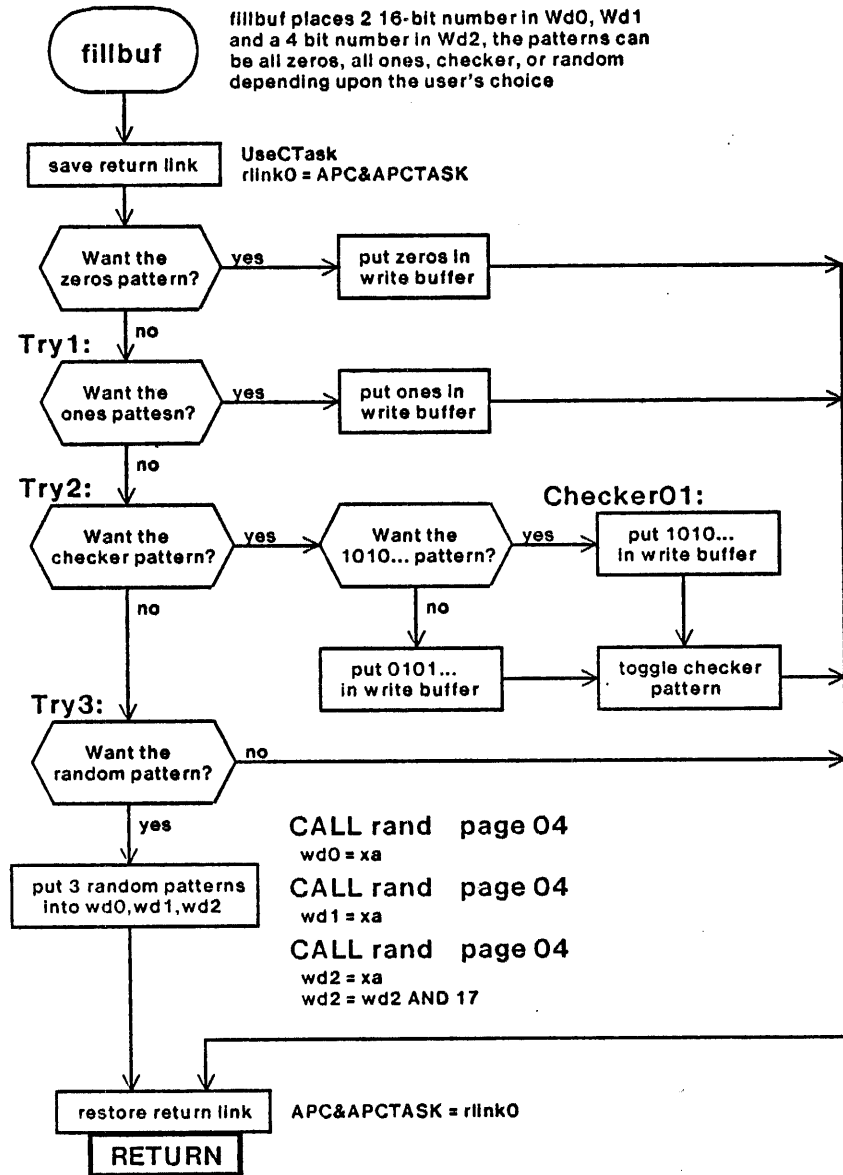 fillbuf
fillbuf places 2 16-bit number in Wd0, Wd1
and a 4 bit number in Wd2, the patterns can
be all zeros, all ones, checker, or random
depending upon the user's choice
save return link
UseCTask
rlink0 = APC&APCTASK
Want the
zeros pattern?
yes
put zeros in
write buffer
no
Try1:
Want the
ones pattesn?
yes
put ones in
write buffer
no
Try2:
Want the
checker pattern?
yes
Want the
1010... pattern?
yes
Checker01:
put 1010...
in write buffer
no
no
put 0101...
in write buffer
toggle checker
pattern
Try3:
Want the
random pattern?
no
yes
put 3 random patterns
into wd0,wd1,wd2
CALL rand page 04
wd0 = xa
CALL rand page 04
wd1 = xa
CALL rand page 04
wd2 = xa
wd2 = wd2 AND 17
restore return link
APC&APCTASK = rlink0
RETURN